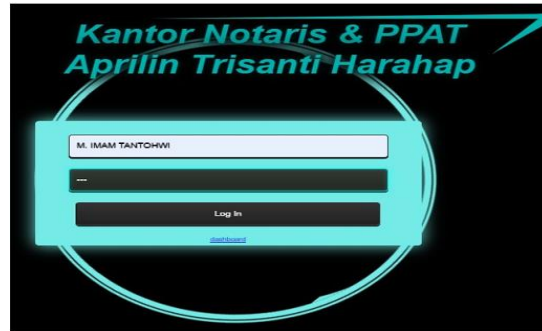 Kantor Notaris & PPAT
Aprilin Trisanti Harahap
M. IMAM TANTOHWI
Log In
dashboard